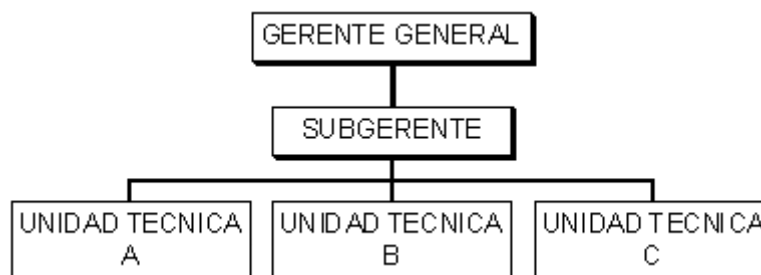 GERENTE GENERAL
SUBGERENTE
UNIDAD TECNICA
A
UNIDAD TECNICA
B
UNIDAD TECNICA
C